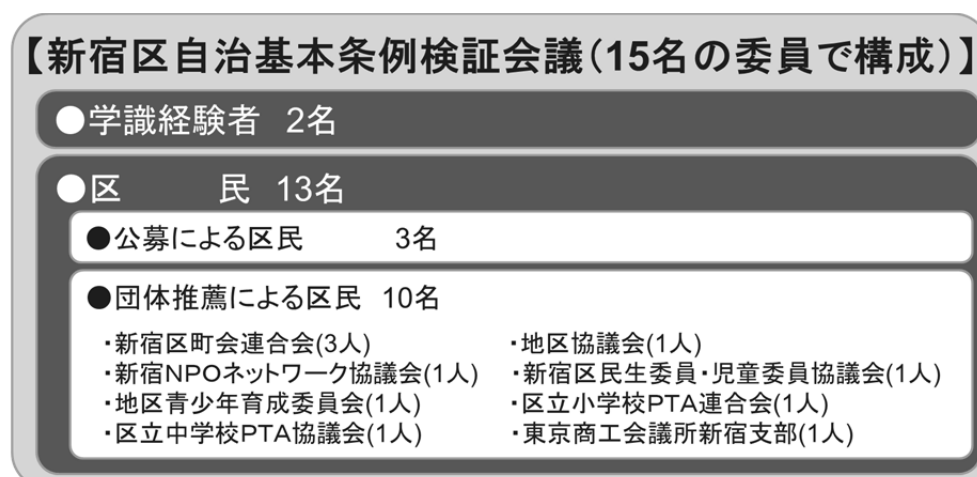 【新宿区自治基本条例検証会議(15名の委員で構成)】
●学識経験者 2名
●区 民 13名
●公募による区民 3名
●団体推薦による区民 10名
・新宿区町会連合会(3人)
・地区協議会(1人)
・新宿NPOネットワーク協議会(1人)
・新宿区民生委員・児童委員協議会(1人)
・地区青少年育成委員会(1人)
・区立小学校PTA連合会(1人)
・区立中学校PTA協議会(1人)
・東京商工会議所新宿支部(1人)